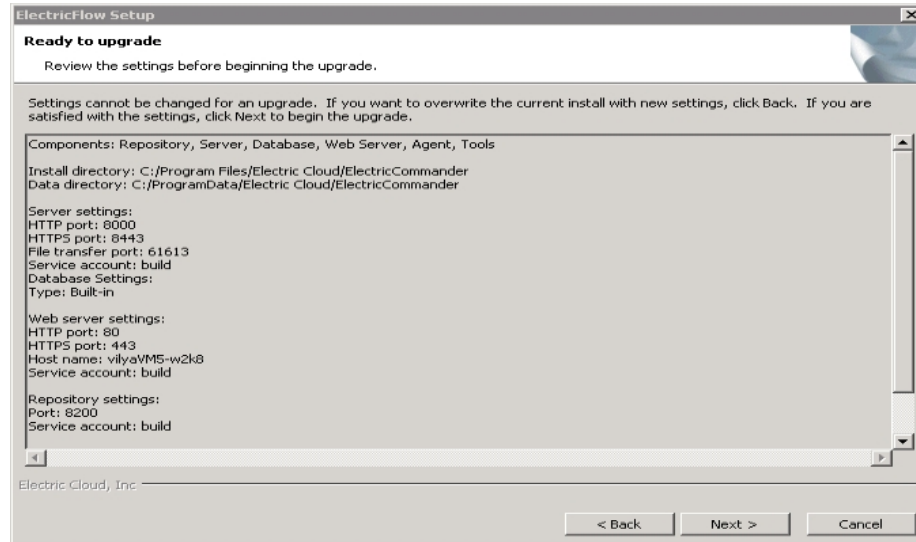 ElectricFlow Setup
Ready to upgrade
Review the settings before beginning the upgrade.
Settings cannot be changed for an upgrade. If you want to overwrite the current install with new settings, click Back. If you are
satisfied with the settings, click Next to begin the upgrade.
Components: Repository, Server, Database, Web Server, Agent, Tools
Install directory: C:/Program Files/Electric Cloud/ElectricCommander
Data directory: C:/ProgramData/Electric Cloud/ElectricCommander
Server settings:
HTTP port: 8000
HTTPS port: 8443
File transfer port: 61613
Service account: build
Database Settings:
Type: Built-in
Web server settings:
HTTP port: 80
HTTPS port: 443
Host name: vilyaVM5-w2k8
Service account: build
Repository settings:
Port: 8200
Service account: build
Electric Cloud, Inc
< Back
Next >
Cancel